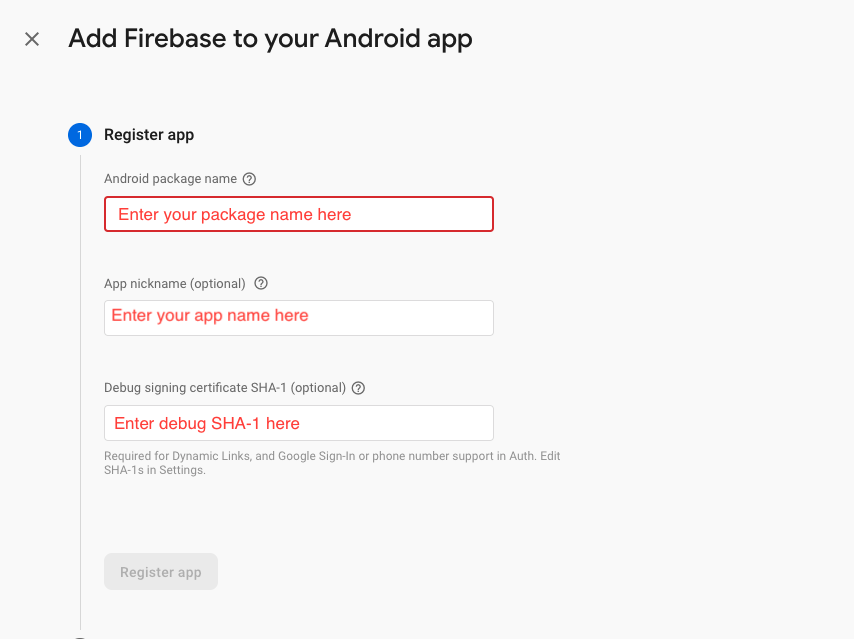 Add Firebase to your Android app
1 Register app
Android package name
Enter your package name here
App nickname (optional)
Enter your app name here
Debug signing certificate SHA-1 (optional)
Enter debug SHA-1 here
Required for Dynamic Links, and Google Sign-In or phone number support in Auth. Edit
SHA-1s in Settings.
Register app